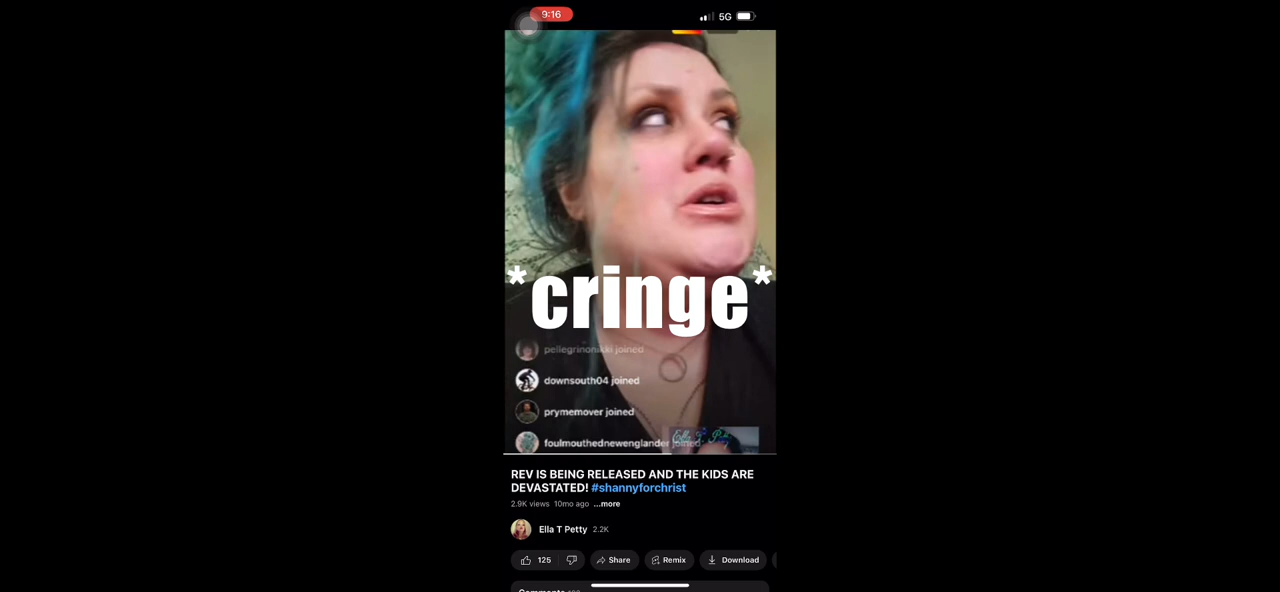 9:16
5G
*cringe*
pellegrinonikki joined
downsouth04 joined
prymemover joined
foulmouthednewenglander joined
REV IS BEING RELEASED AND THE KIDS ARE
DEVASTATED! #shannyforchrist
2.9K views 10mo ago ...more
Ella T Petty 2.2K
125 Share Remix Download
Comments